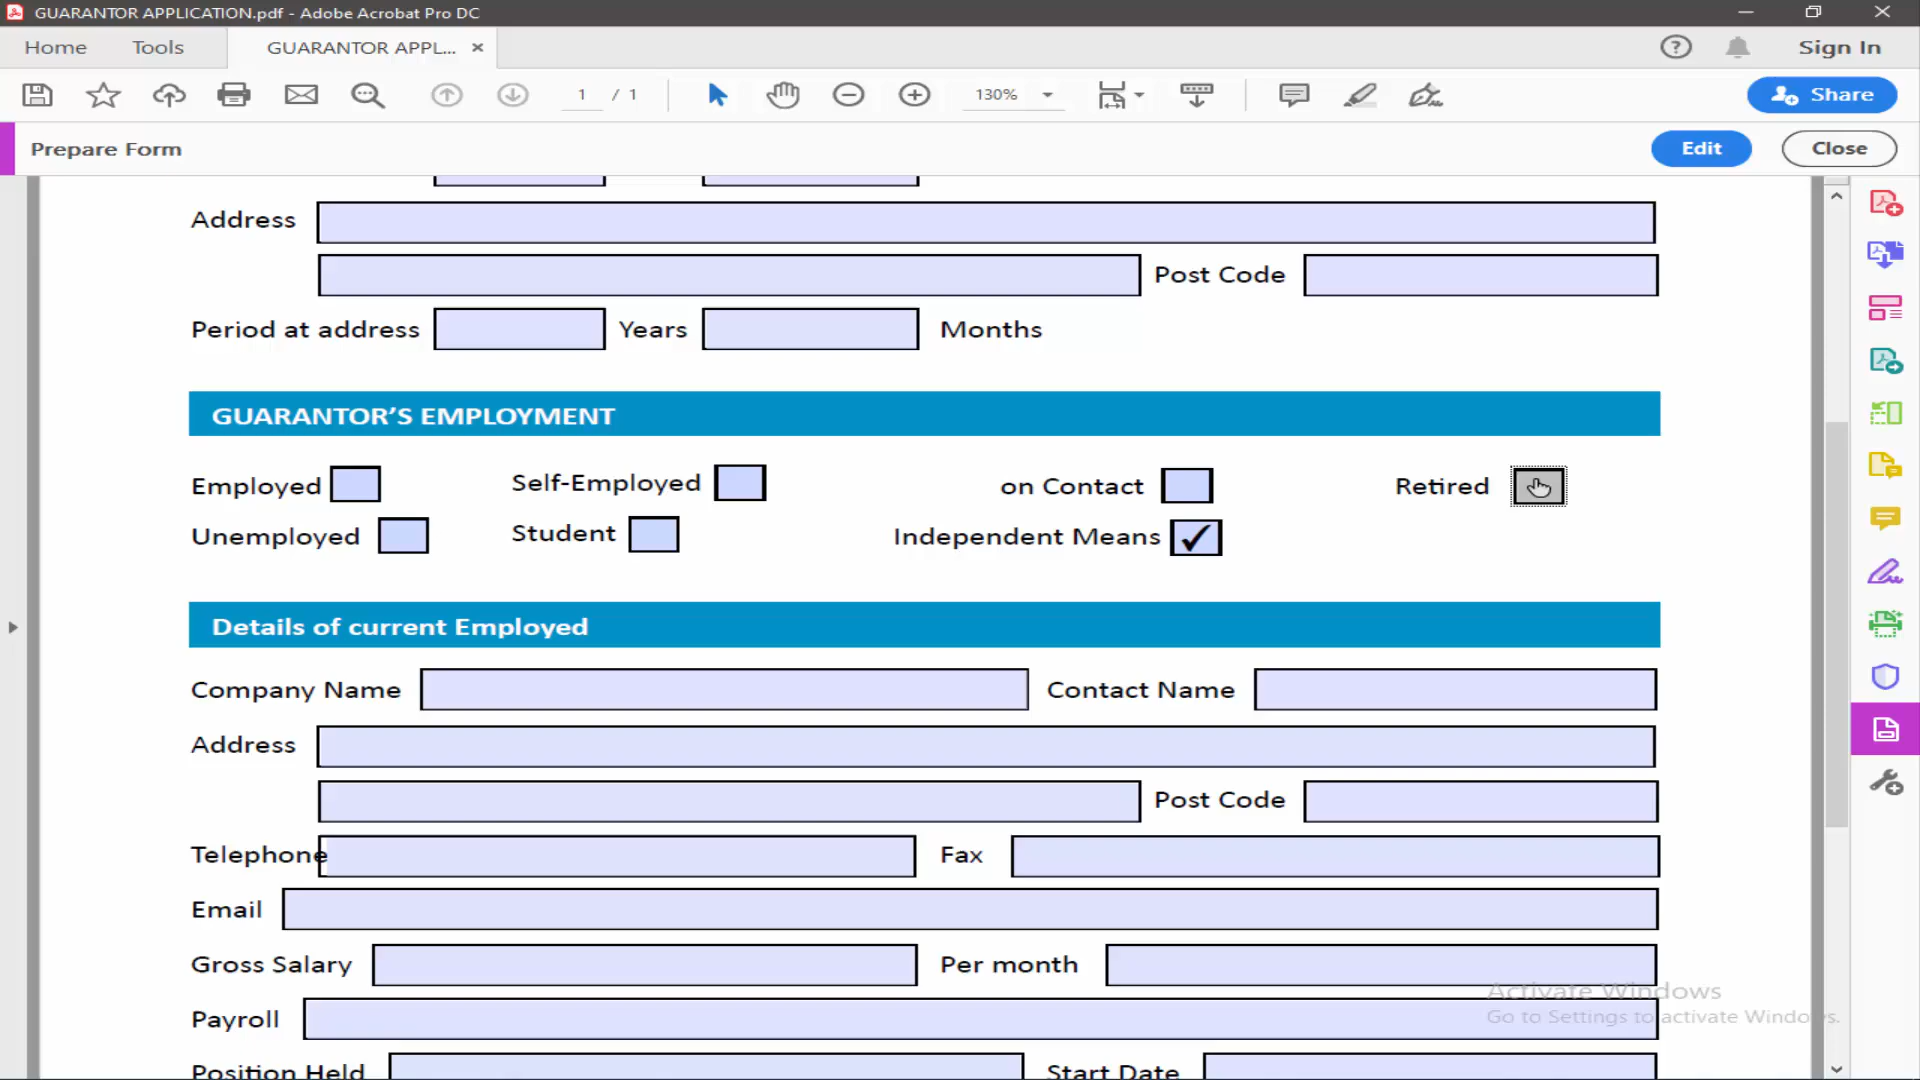 GUARANTOR APPLICATION.pdf - Adobe Acrobat Pro DC
Home Tools GUARANTOR APPL... Sign In
1 / 1 130% Share
Prepare Form Edit Close
Address
Post Code
Period at address Years Months
GUARANTOR'S EMPLOYMENT
Employed Self-Employed on Contact Retired
Unemployed Student Independent Means
Details of current Employed
Company Name Contact Name
Address
Post Code
Telephone Fax
Email
Gross Salary Per month
Activate Windows
Go to Settings to activate Windows.
Payroll
Position Held Start Date